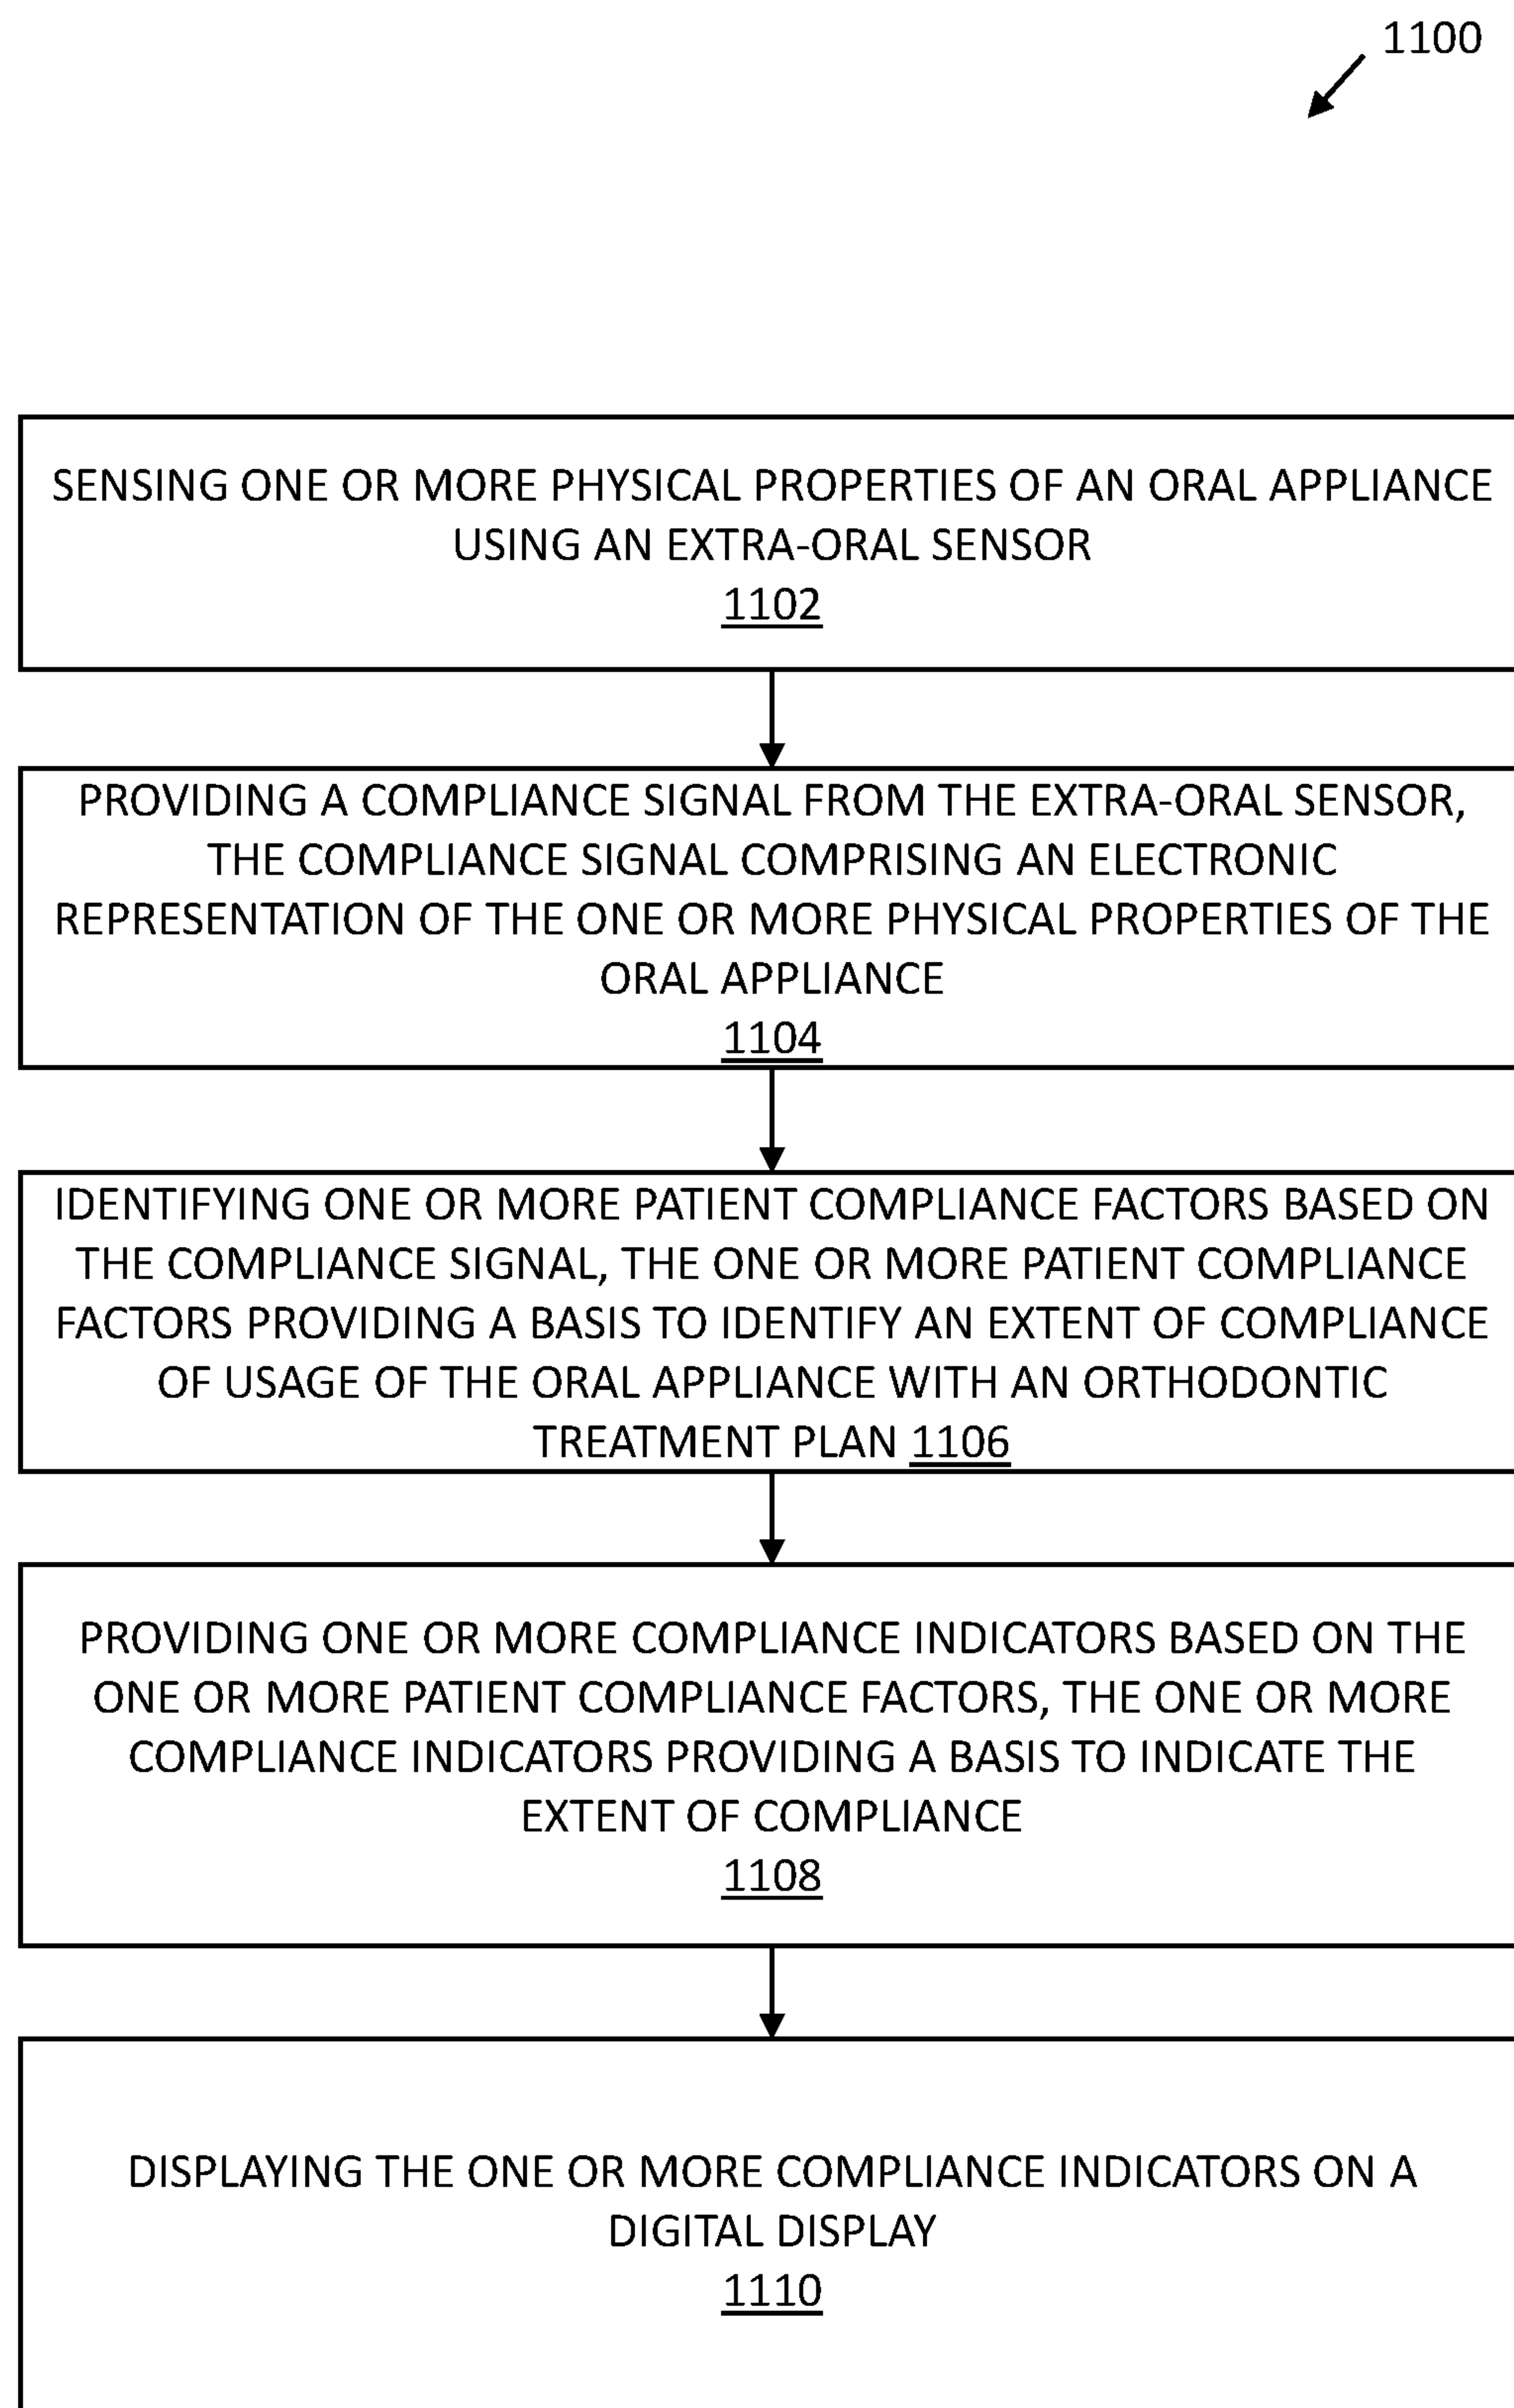 1100
SENSING ONE OR MORE PHYSICAL PROPERTIES OF AN ORAL APPLIANCE
USING AN EXTRA-ORAL SENSOR
1102
PROVIDING A COMPLIANCE SIGNAL FROM THE EXTRA-ORAL SENSOR,
THE COMPLIANCE SIGNAL COMPRISING AN ELECTRONIC
REPRESENTATION OF THE ONE OR MORE PHYSICAL PROPERTIES OF THE
ORAL APPLIANCE
1104
IDENTIFYING ONE OR MORE PATIENT COMPLIANCE FACTORS BASED ON
THE COMPLIANCE SIGNAL, THE ONE OR MORE PATIENT COMPLIANCE
FACTORS PROVIDING A BASIS TO IDENTIFY AN EXTENT OF COMPLIANCE
OF USAGE OF THE ORAL APPLIANCE WITH AN ORTHODONTIC
TREATMENT PLAN 1106
PROVIDING ONE OR MORE COMPLIANCE INDICATORS BASED ON THE
ONE OR MORE PATIENT COMPLIANCE FACTORS, THE ONE OR MORE
COMPLIANCE INDICATORS PROVIDING A BASIS TO INDICATE THE
EXTENT OF COMPLIANCE
1108
DISPLAYING THE ONE OR MORE COMPLIANCE INDICATORS ON A
DIGITAL DISPLAY
1110